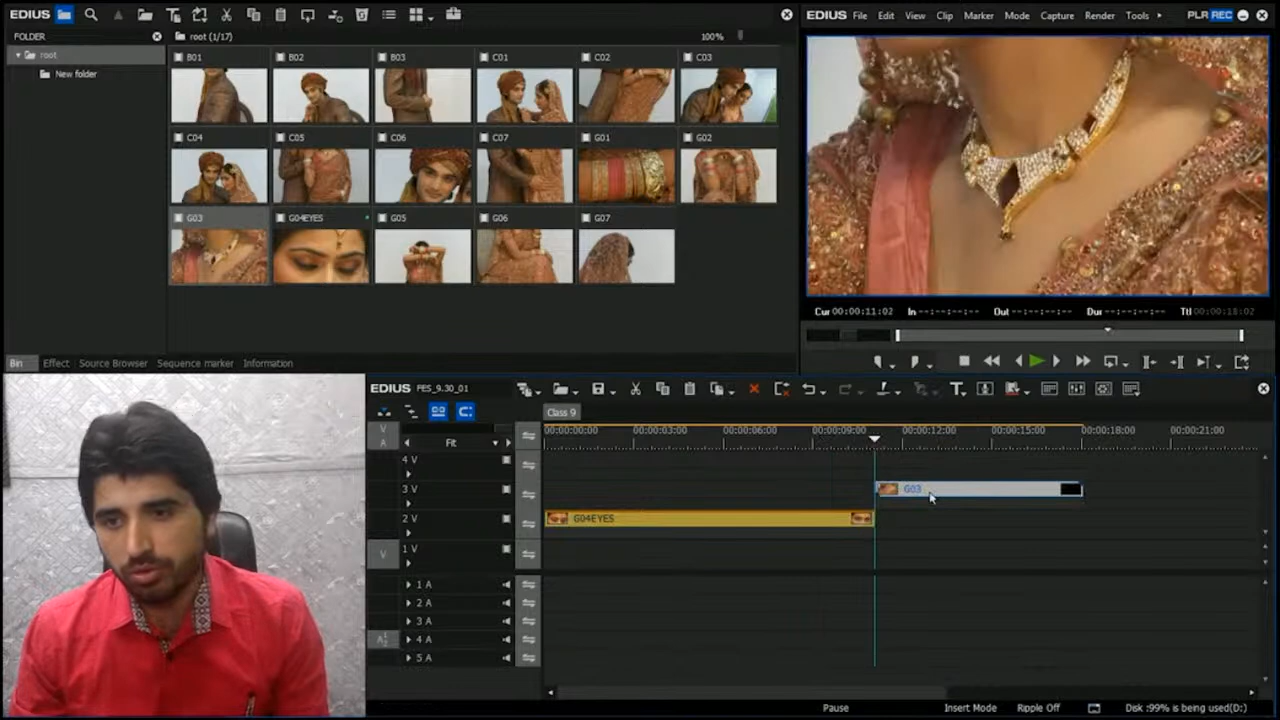 EDIUS
FOLDER
root (1/17)
100%
root
New folder
B01 B02 B03 C01 C02 C03
C04 C05 C06 C07 G01 G02
G03 G04EYES G05 G06 G07
Bin Effect Source Browser Sequence marker Information
EDIUS File Edit View Clip Marker Mode Capture Render Tools PLR REC
Cur 00:00:11:02 In --:--:--:-- Out --:--:--:-- Dur --:--:--:-- Ttl 00:00:18:02
EDIUS FES_9.30_01
Class 9
V
A
Fit
00:00:00:00 00:00:03:00 00:00:06:00 00:00:09:00 00:00:12:00 00:00:15:00 00:00:18:00 00:00:21:00
4 V
3 V G03
2 V G04EYES
V 1 V
1 A
2 A
3 A
4 A
5 A
Pause Insert Mode Ripple Off Disk :99% is being used(D:)